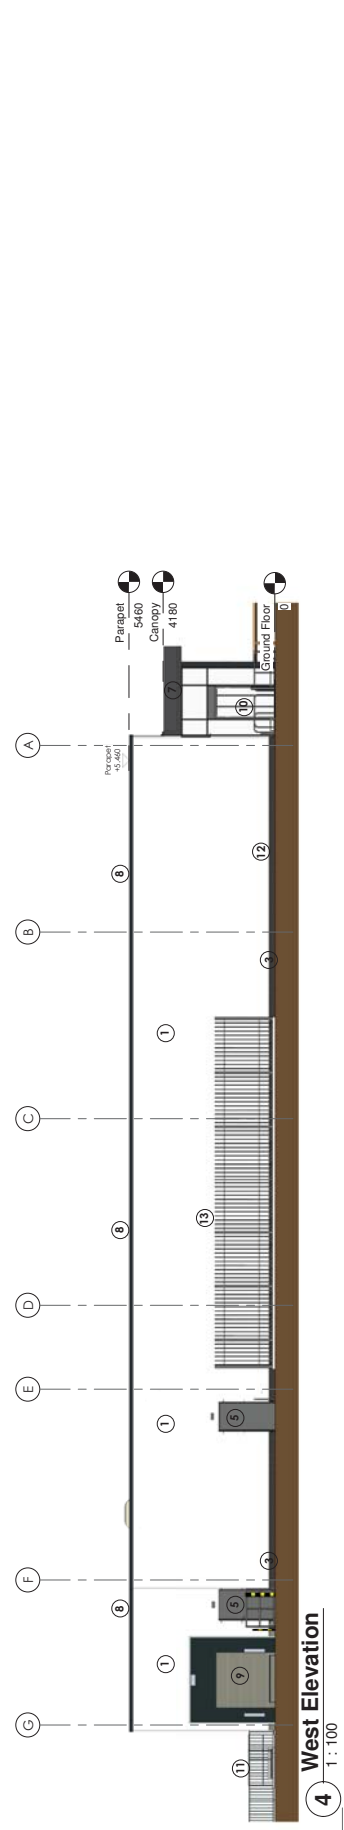 G F E D C B A
Parapet
5460
Parapet
+5.460
8 8 8
Canopy
4180
1 1 1 7
13
11 9 5 5 10
12
3 3
Ground Floor
0
4 West Elevation
1 : 100